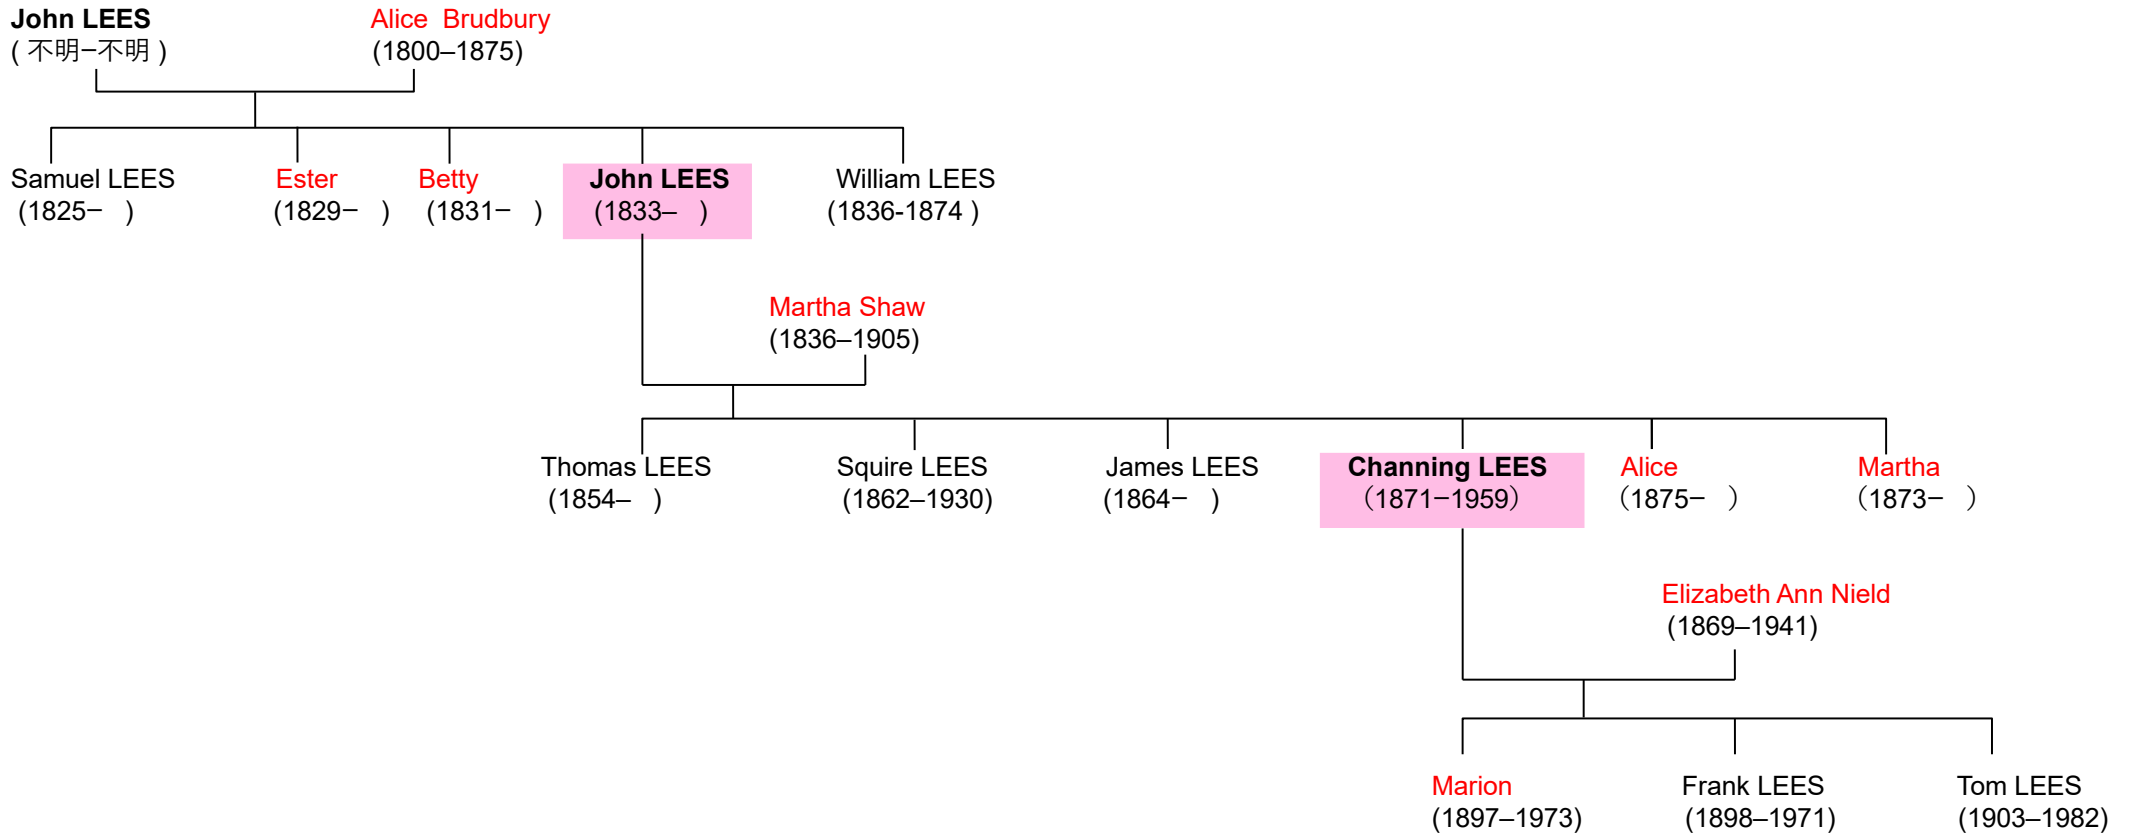 John LEES
( 不明−不明 )
Alice Brudbury
(1800–1875)
Samuel LEES
(1825− )
Ester
(1829− )
Betty
(1831− )
John LEES
(1833– )
William LEES
(1836-1874 )
Martha Shaw
(1836–1905)
Thomas LEES
(1854– )
Squire LEES
(1862–1930)
James LEES
(1864− )
Channing LEES
（1871−1959）
Alice
（1875− ）
Martha
（1873− ）
Elizabeth Ann Nield
(1869–1941)
Marion
(1897–1973)
Frank LEES
(1898–1971)
Tom LEES
(1903–1982)